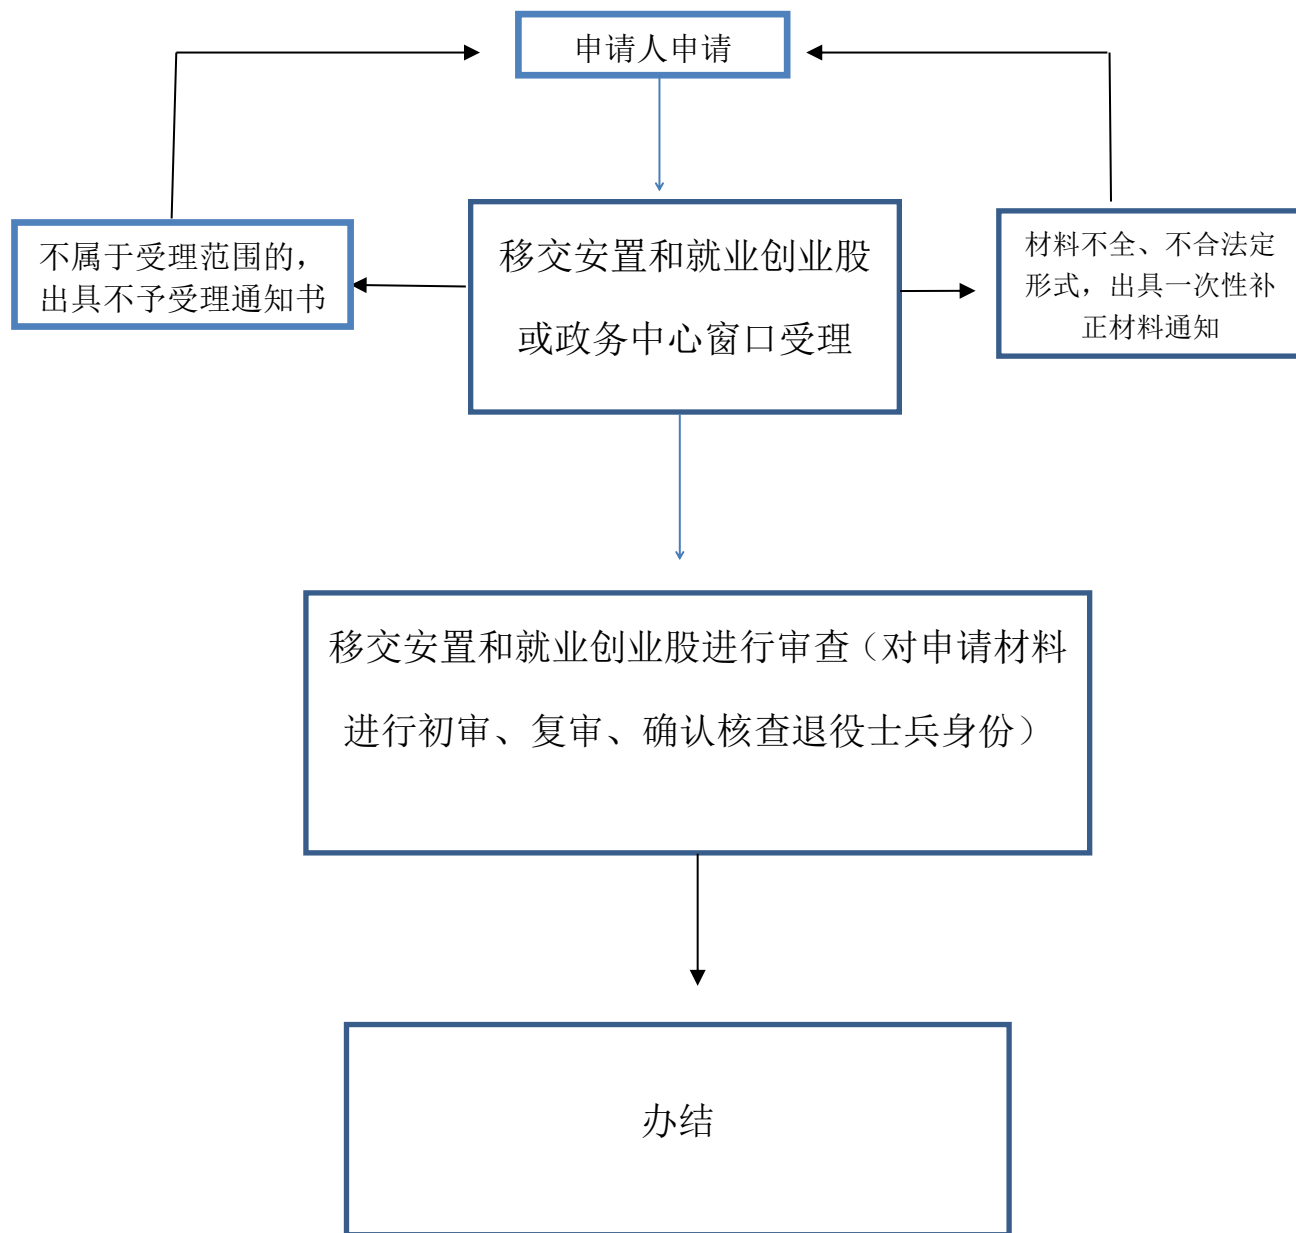 申请人申请
不属于受理范围的，
出具不予受理通知书
移交安置和就业创业股
或政务中心窗口受理
材料不全、不合法定
形式，出具一次性补
正材料通知
移交安置和就业创业股进行审查（对申请材料
进行初审、复审、确认核查退役士兵身份）
办结